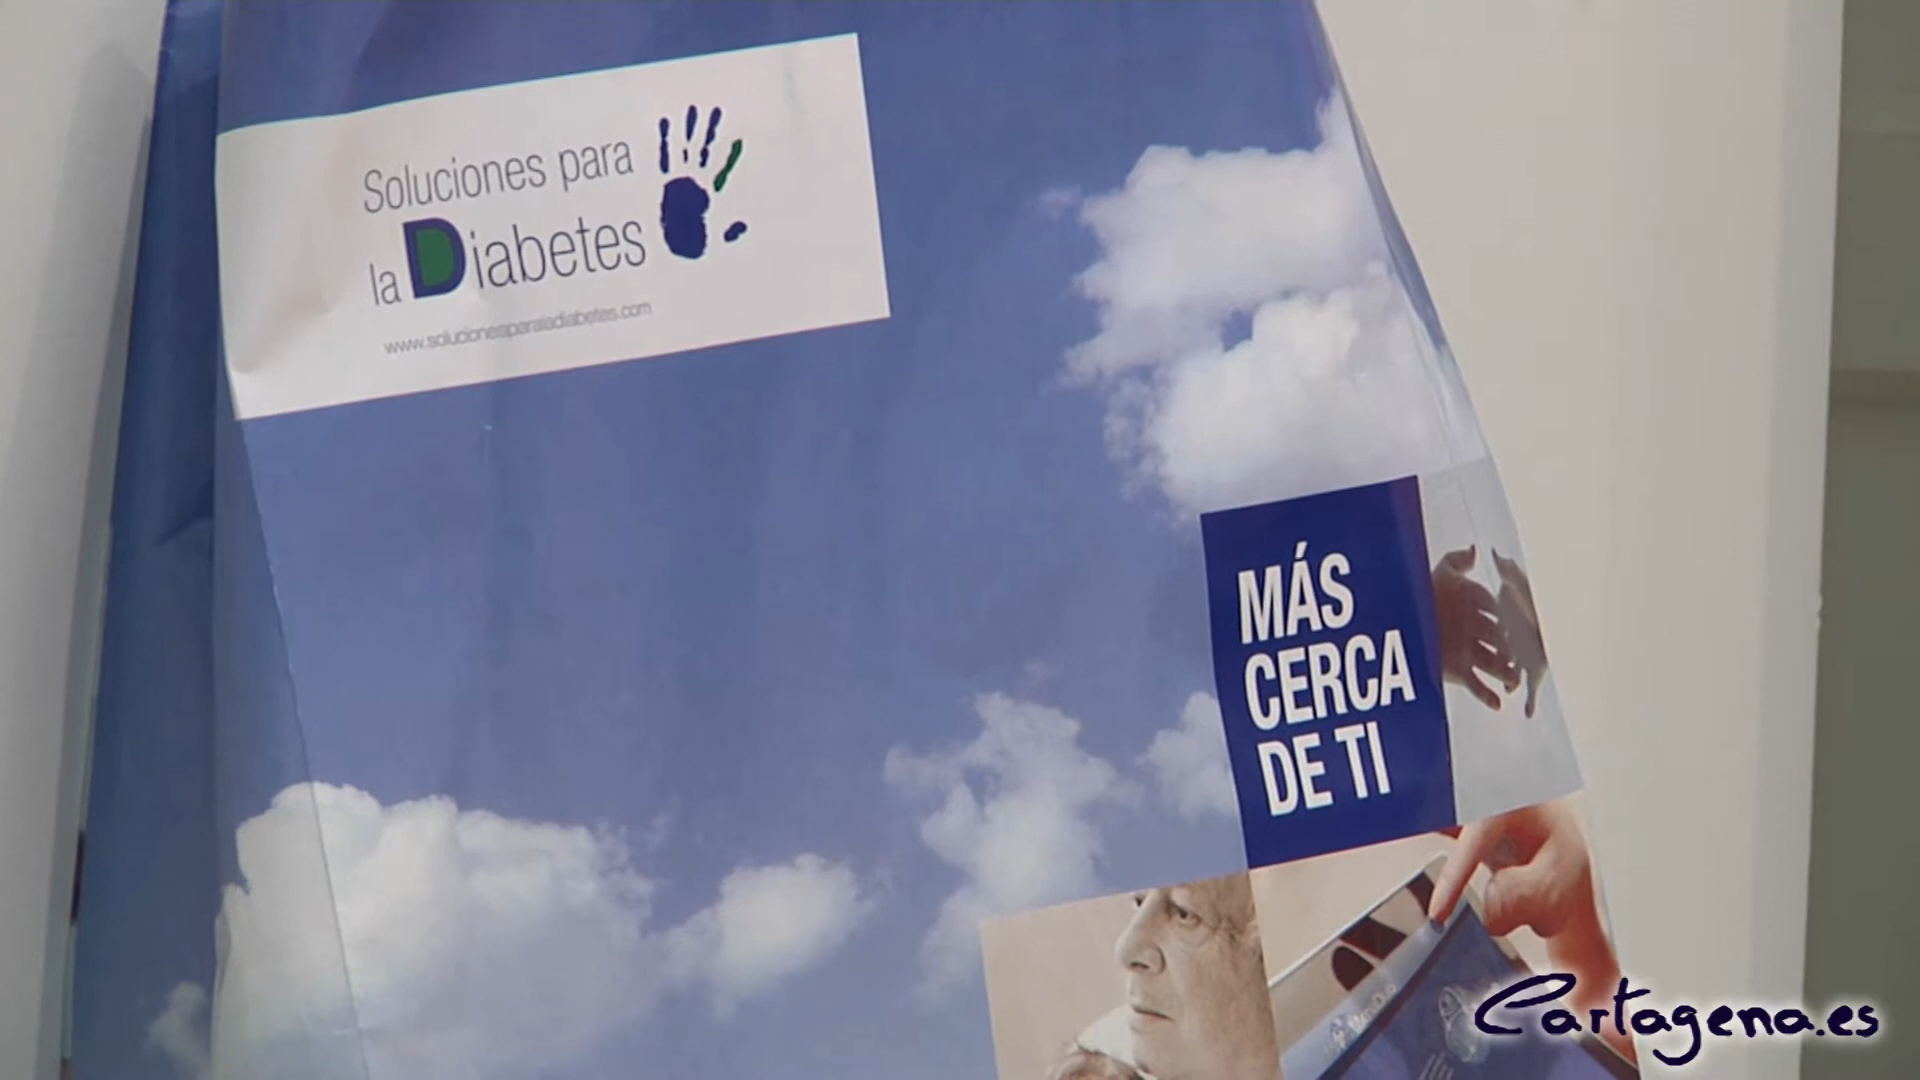 Soluciones para
la Diabetes
www.solucionesparaladiabetes.com
MÁS
CERCA
DE TI
Cartagena.es